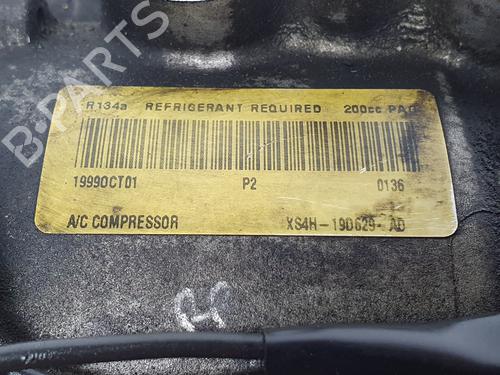 R134a REFRIGERANT REQUIRED 200cc PAG
1999OCT01 P2 0136
A/C COMPRESSOR XS4H-19D629-AD
B-PARTS